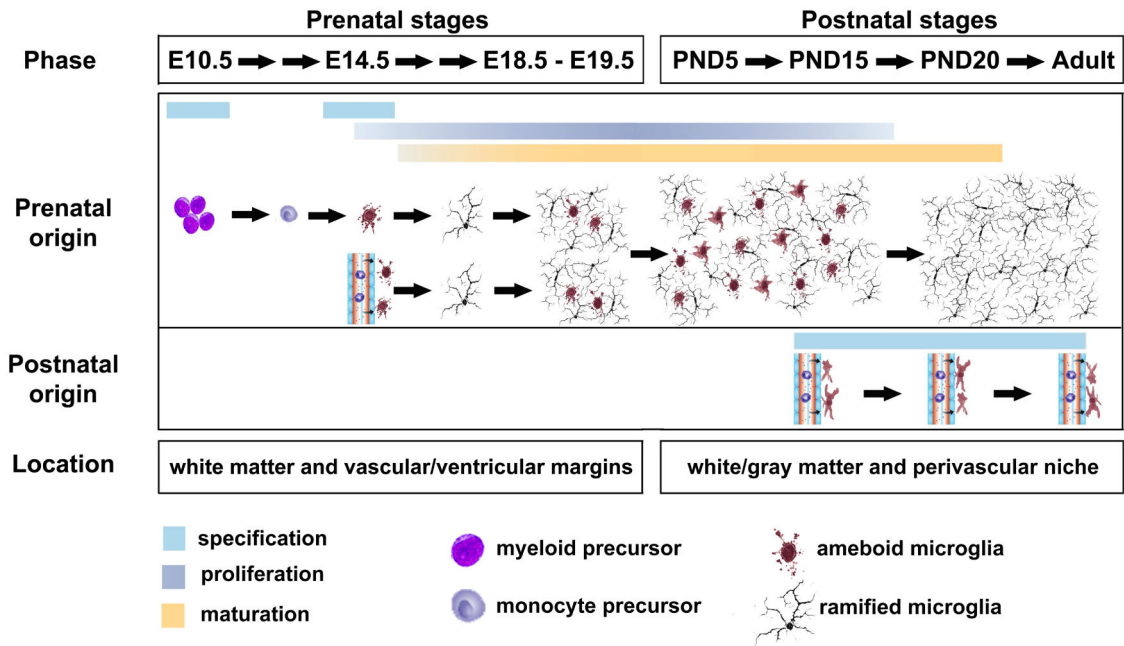 Prenatal stages
Postnatal stages
Phase
E10.5
E14.5
E18.5 - E19.5
PND5
PND15
PND20
Adult
Prenatal
origin
Postnatal
origin
Location
white matter and vascular/ventricular margins
white/gray matter and perivascular niche
specification
proliferation
maturation
myeloid precursor
monocyte precursor
ameboid microglia
ramified microglia